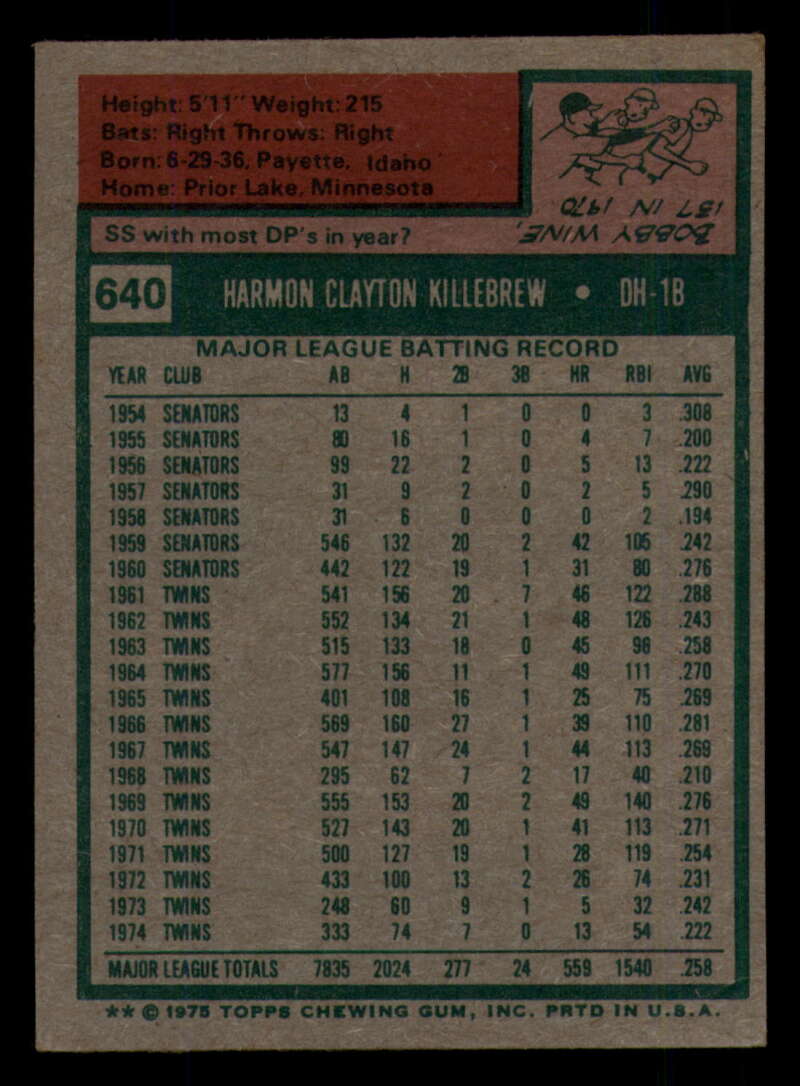 Height: 5'11" Weight: 215
Bats: Right Throws: Right
Born: 6-29-36, Payette, Idaho
Home: Prior Lake, Minnesota
SS with most DP's in year?
BOBBY WINE,
137 IN 1970
640 HARMON CLAYTON KILLEBREW • DH-1B
MAJOR LEAGUE BATTING RECORD
YEAR CLUB AB H 2B 3B HR RBI AVG
1954 SENATORS 13 4 1 0 0 3 .308
1955 SENATORS 80 16 1 0 4 7 .200
1956 SENATORS 99 22 2 0 5 13 .222
1957 SENATORS 31 9 2 0 2 5 .290
1958 SENATORS 31 6 0 0 0 2 .194
1959 SENATORS 546 132 20 2 42 105 .242
1960 SENATORS 442 122 19 1 31 80 .276
1961 TWINS 541 156 20 7 46 122 .288
1962 TWINS 552 134 21 1 48 126 .243
1963 TWINS 515 133 18 0 45 96 .258
1964 TWINS 577 156 11 1 49 111 .270
1965 TWINS 401 108 16 1 25 75 .269
1966 TWINS 569 160 27 1 39 110 .281
1967 TWINS 547 147 24 1 44 113 .269
1968 TWINS 295 62 7 2 17 40 .210
1969 TWINS 555 153 20 2 49 140 .276
1970 TWINS 527 143 20 1 41 113 .271
1971 TWINS 500 127 19 1 28 119 .254
1972 TWINS 433 100 13 2 26 74 .231
1973 TWINS 248 60 9 1 5 32 .242
1974 TWINS 333 74 7 0 13 54 .222
MAJOR LEAGUE TOTALS 7835 2024 277 24 559 1540 .258
** © 1975 TOPPS CHEWING GUM, INC. PRTD IN U.S.A.